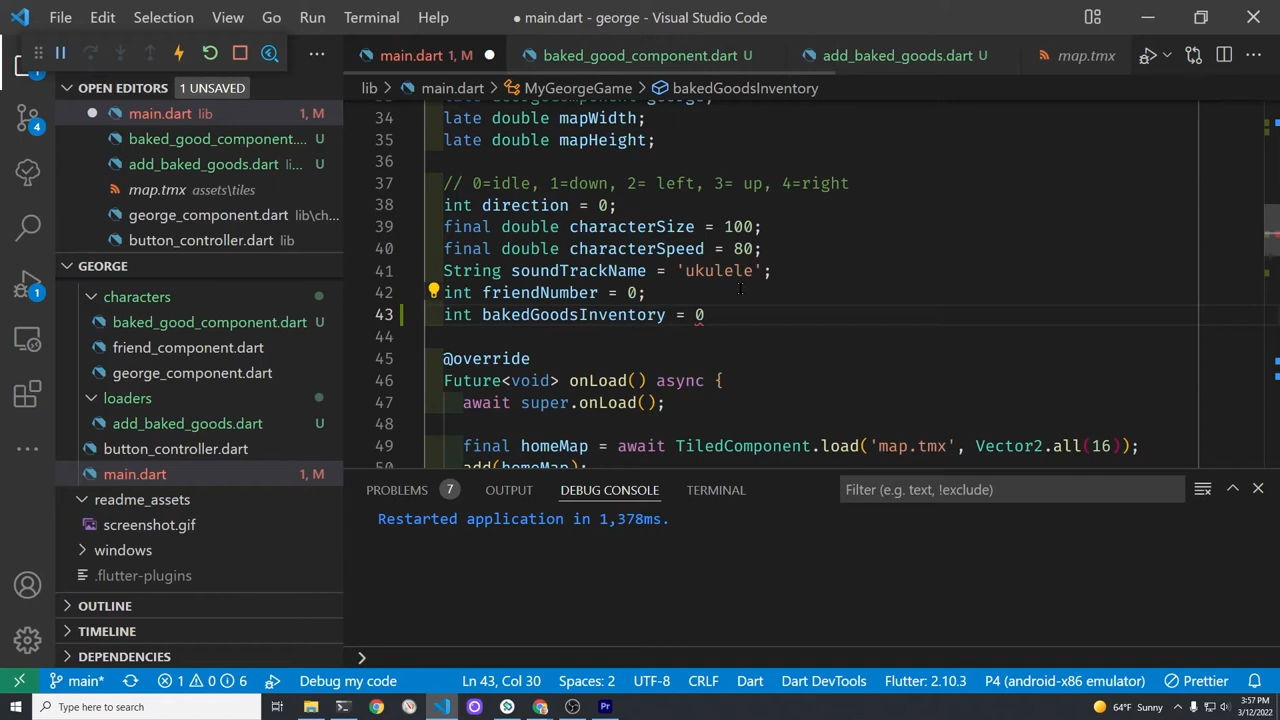 File Edit Selection View Go Run Terminal Help
● main.dart - george - Visual Studio Code
main.dart 1, M ●
baked_good_component.dart U
add_baked_goods.dart U
map.tmx
OPEN EDITORS 1 UNSAVED
main.dart lib 1, M
baked_good_component.... U
add_baked_goods.dart li... U
map.tmx assets\tiles
george_component.dart lib\ch...
button_controller.dart lib
GEORGE
characters
baked_good_component.dart U
friend_component.dart
george_component.dart
loaders
add_baked_goods.dart U
button_controller.dart
main.dart 1, M
readme_assets
screenshot.gif
windows
.flutter-plugins
OUTLINE
TIMELINE
DEPENDENCIES
1
4
1
lib > main.dart > MyGeorgeGame > bakedGoodsInventory
34 late double mapWidth;
35 late double mapHeight;
36
37 // 0=idle, 1=down, 2= left, 3= up, 4=right
38 int direction = 0;
39 final double characterSize = 100;
40 final double characterSpeed = 80;
41 String soundTrackName = 'ukulele';
42 int friendNumber = 0;
43 int bakedGoodsInventory = 0
44
45 @override
46 Future<void> onLoad() async {
47 await super.onLoad();
48
49 final homeMap = await TiledComponent.load('map.tmx', Vector2.all(16));
50 add(homeMap);
PROBLEMS 7 OUTPUT DEBUG CONSOLE TERMINAL
Filter (e.g. text, !exclude)
Restarted application in 1,378ms.
main* 1 0 6 Debug my code Ln 43, Col 30 Spaces: 2 UTF-8 CRLF Dart Dart DevTools Flutter: 2.10.3 P4 (android-x86 emulator) Prettier
Type here to search
64°F Sunny
3:57 PM
3/12/2022